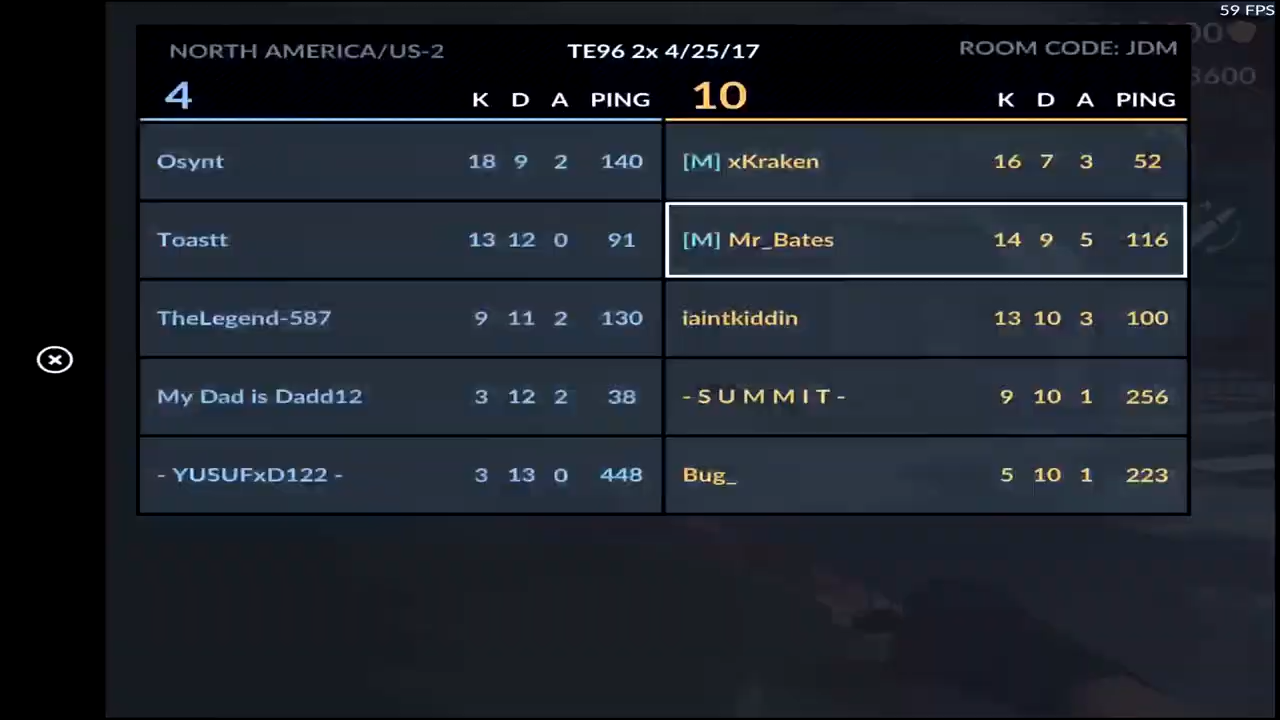 59 FPS
NORTH AMERICA/US-2 TE96 2x 4/25/17 ROOM CODE: JDM
4 K D A PING 10 K D A PING
Osynt 18 9 2 140 [M] xKraken 16 7 3 52
Toastt 13 12 0 91 [M] Mr_Bates 14 9 5 116
TheLegend-587 9 11 2 130 iaintkiddin 13 10 3 100
My Dad is Dadd12 3 12 2 38 - S U M M I T - 9 10 1 256
- YUSUFxD122 - 3 13 0 448 Bug_ 5 10 1 223